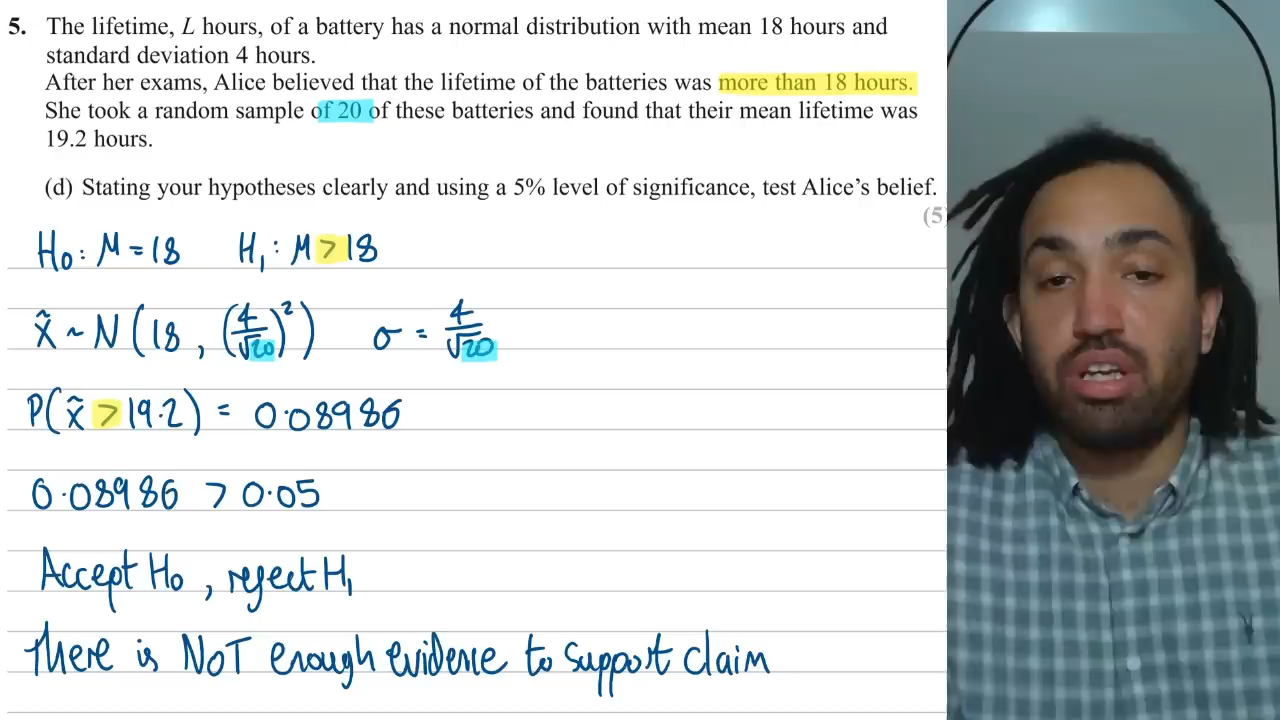 5. The lifetime, L hours, of a battery has a normal distribution with mean 18 hours and
standard deviation 4 hours.
After her exams, Alice believed that the lifetime of the batteries was more than 18 hours.
She took a random sample of 20 of these batteries and found that their mean lifetime was
19.2 hours.
(d) Stating your hypotheses clearly and using a 5% level of significance, test Alice's belief.
(5)
H₀ : M = 18 H₁ : M > 18
x̃ ~ N(18, (4/√20)²) σ = 4/√20
P(x̃ > 19.2) = 0.08986
0.08986 > 0.05
Accept H₀, reject H₁
There is NOT enough evidence to support claim